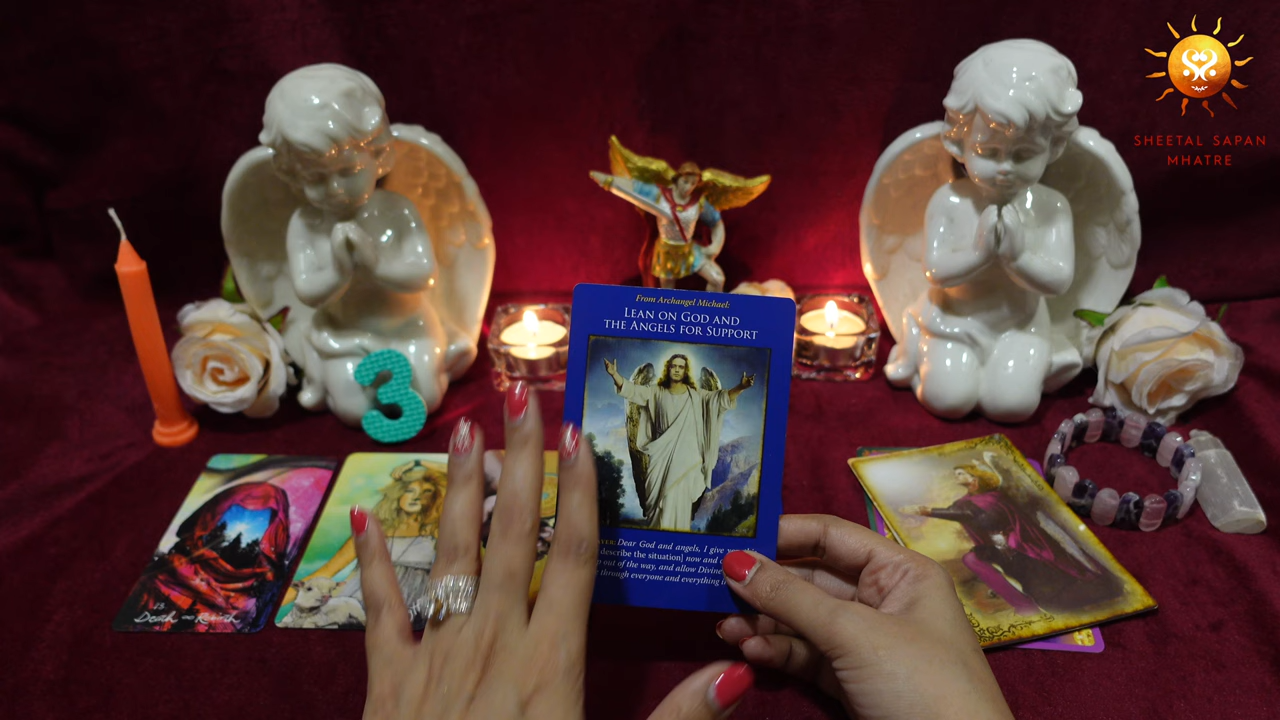 SHEETAL SAPAN
MHATRE
From Archangel Michael:
LEAN ON GOD AND
THE ANGELS FOR SUPPORT
3
Dear God and angels, I give
describe the situation] now and
out of the way, and allow Divine
through everyone and everything
13
Death Rebirth